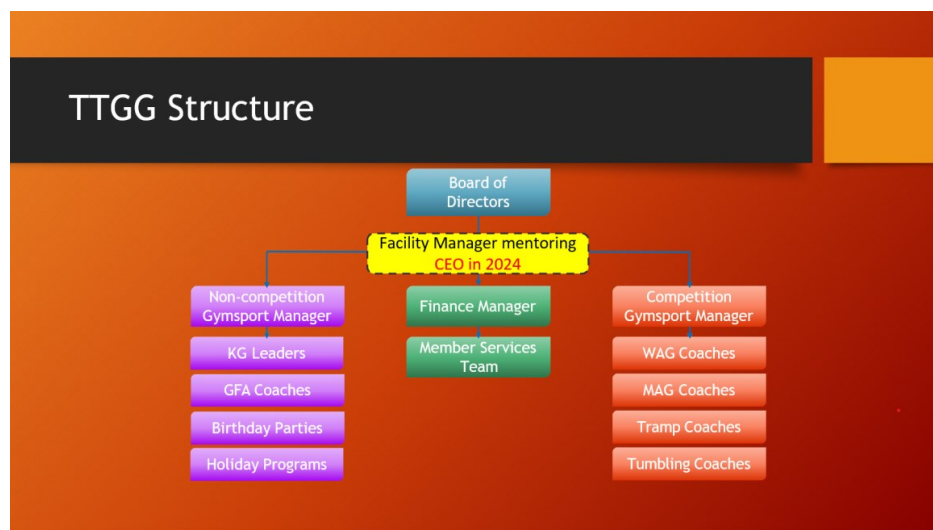 TTGG Structure
Board of
Directors
Facility Manager mentoring
CEO in 2024
Non-competition
Gymsport Manager
KG Leaders
GFA Coaches
Birthday Parties
Holiday Programs
Finance Manager
Member Services
Team
Competition
Gymsport Manager
WAG Coaches
MAG Coaches
Tramp Coaches
Tumbling Coaches